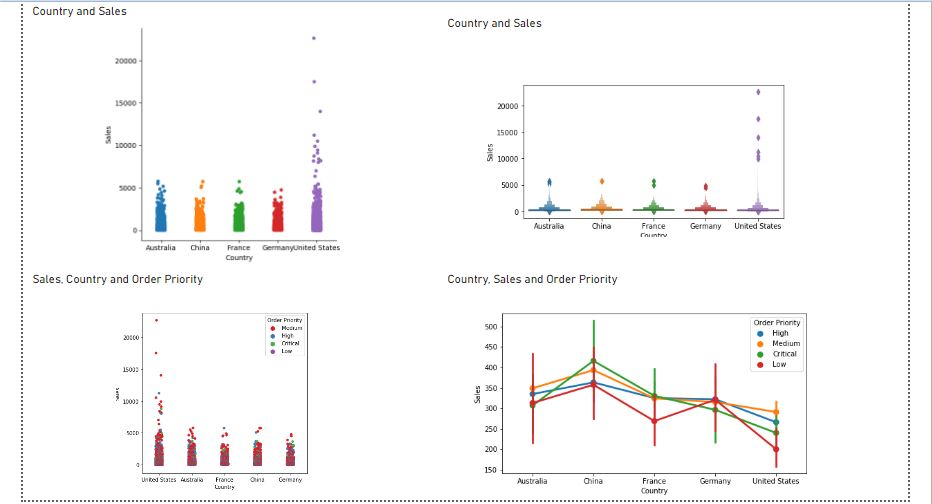 Country and Sales
20000
15000
10000
5000
0
Sales
Australia China France Germany United States
Country
Country and Sales
20000
15000
10000
5000
0
Sales
Australia China France Germany United States
Country
Sales, Country and Order Priority
Order Priority
Medium
High
Critical
Low
20000
15000
10000
5000
0
Sales
United States Australia France China Germany
Country
Country, Sales and Order Priority
Order Priority
High
Medium
Critical
Low
500
450
400
350
300
250
200
150
Sales
Australia China France Germany United States
Country